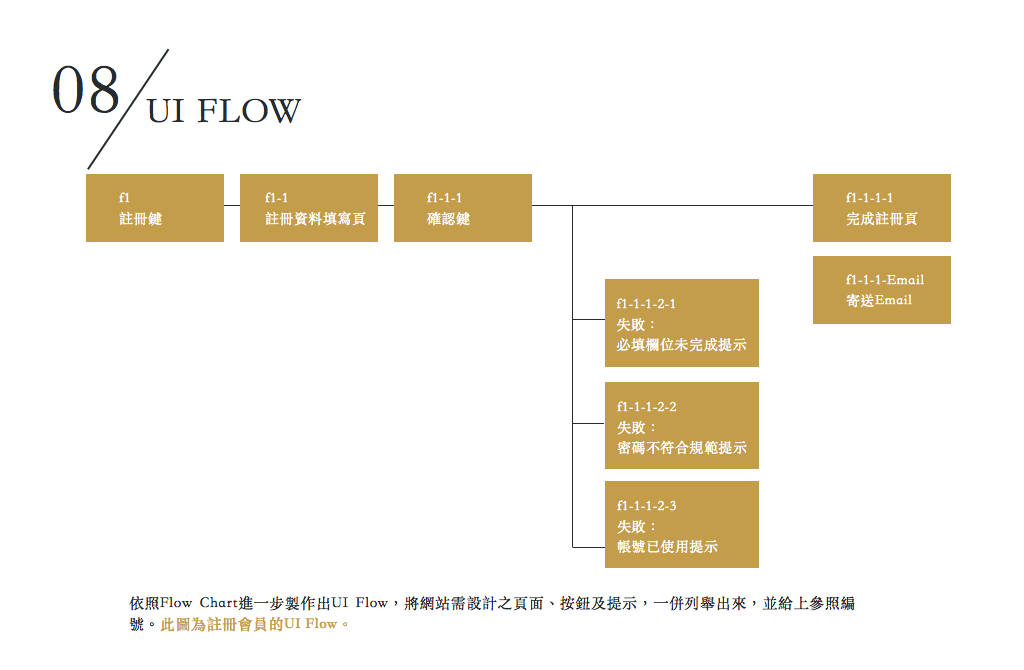 08
UI FLOW
f1
註冊鍵
f1-1
註冊資料填寫頁
f1-1-1
確認鍵
f1-1-1-1
完成註冊頁
f1-1-1-Email
寄送Email
f1-1-1-2-1
失敗：
必填欄位未完成提示
f1-1-1-2-2
失敗：
密碼不符合規範提示
f1-1-1-2-3
失敗：
帳號已使用提示
依照Flow Chart進一步製作出UI Flow，將網站需設計之頁面、按鈕及提示，一併列舉出來，並給上參照編
號。此圖為註冊會員的UI Flow。